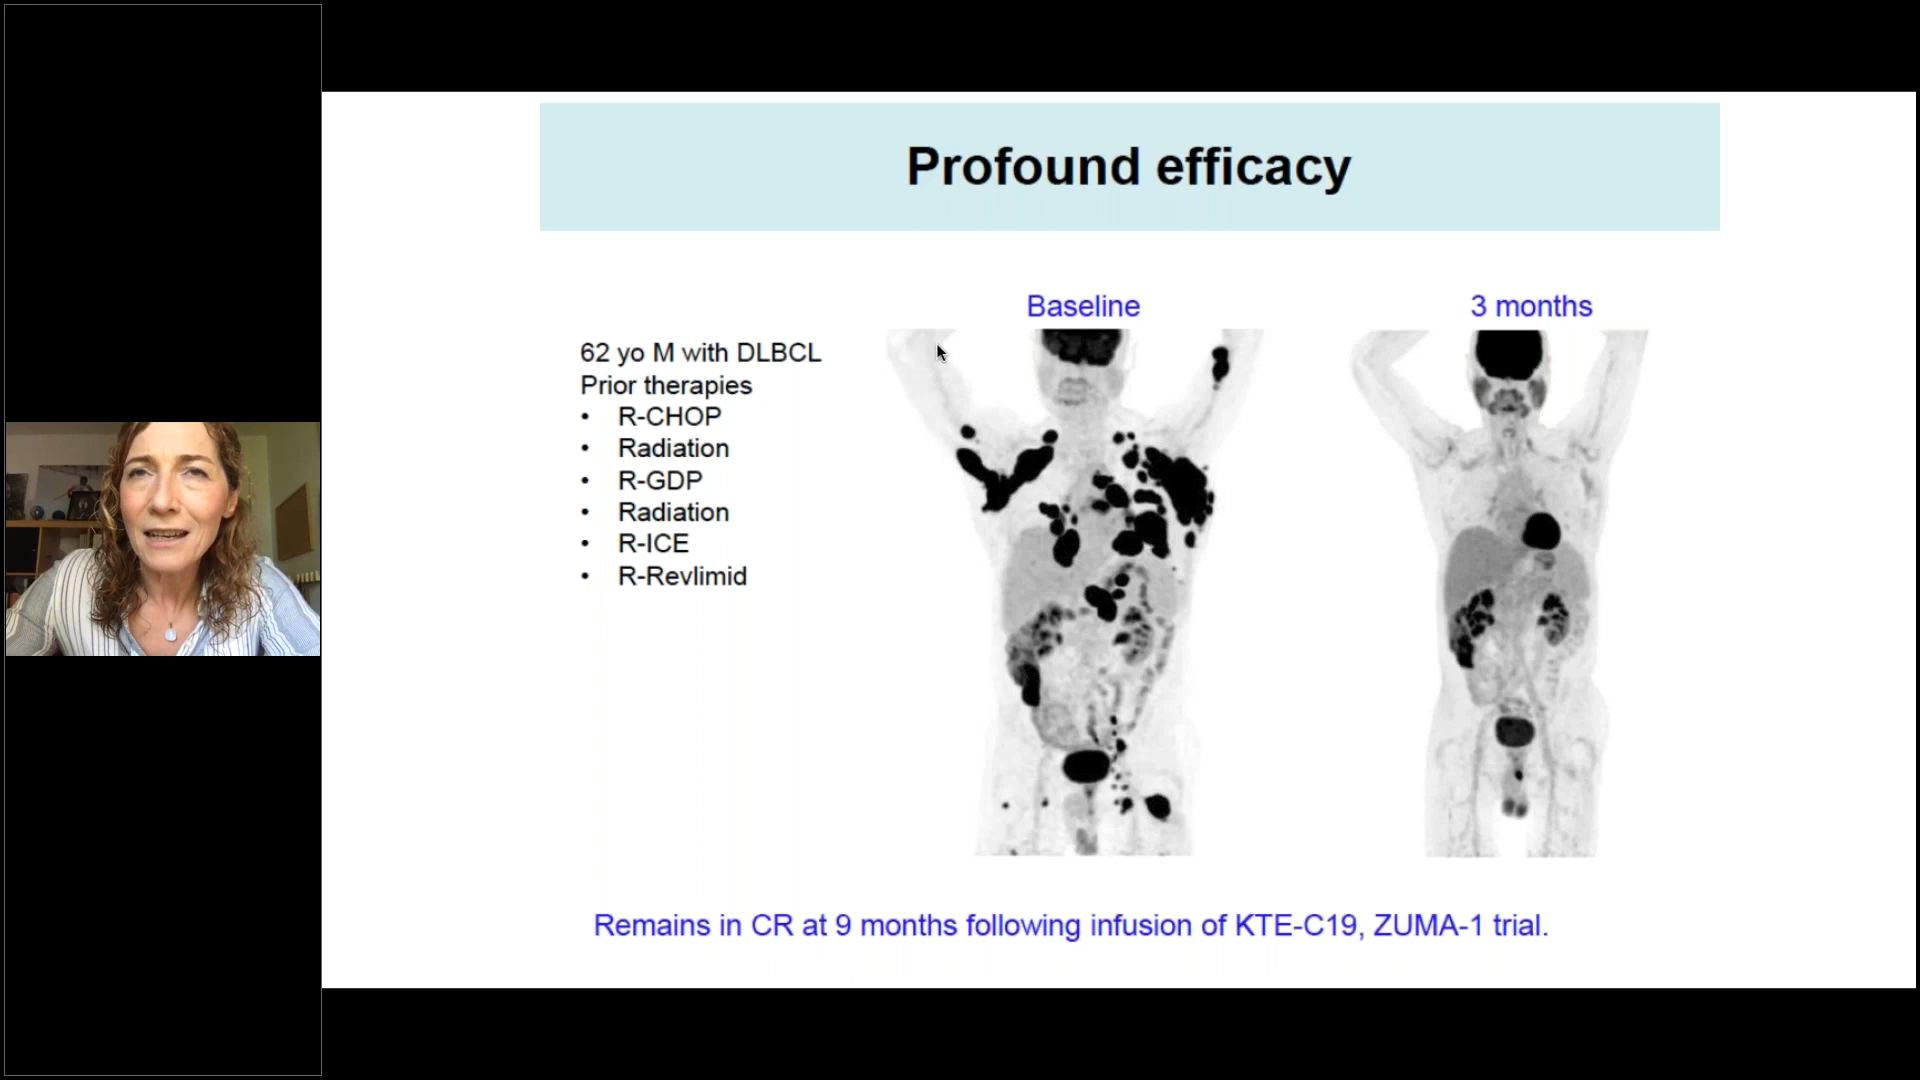 Profound efficacy
Baseline
3 months
62 yo M with DLBCL
Prior therapies
• R-CHOP
• Radiation
• R-GDP
• Radiation
• R-ICE
• R-Revlimid
Remains in CR at 9 months following infusion of KTE-C19, ZUMA-1 trial.